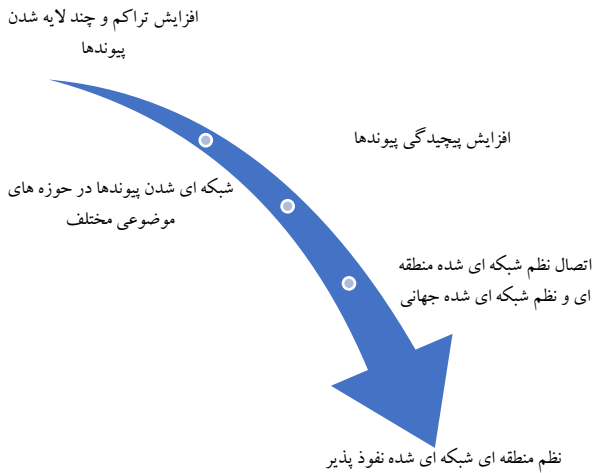 افزایش تراکم و چند لایه شدن
پیوندها
افزایش پیچیدگی پیوندها
شبکه ای شدن پیوندها در حوزه های
موضوعی مختلف
اتصال نظم شبکه ای شده منطقه
ای و نظم شبکه ای شده جهانی
نظم منطقه ای شبکه ای شده نفوذ پذیر